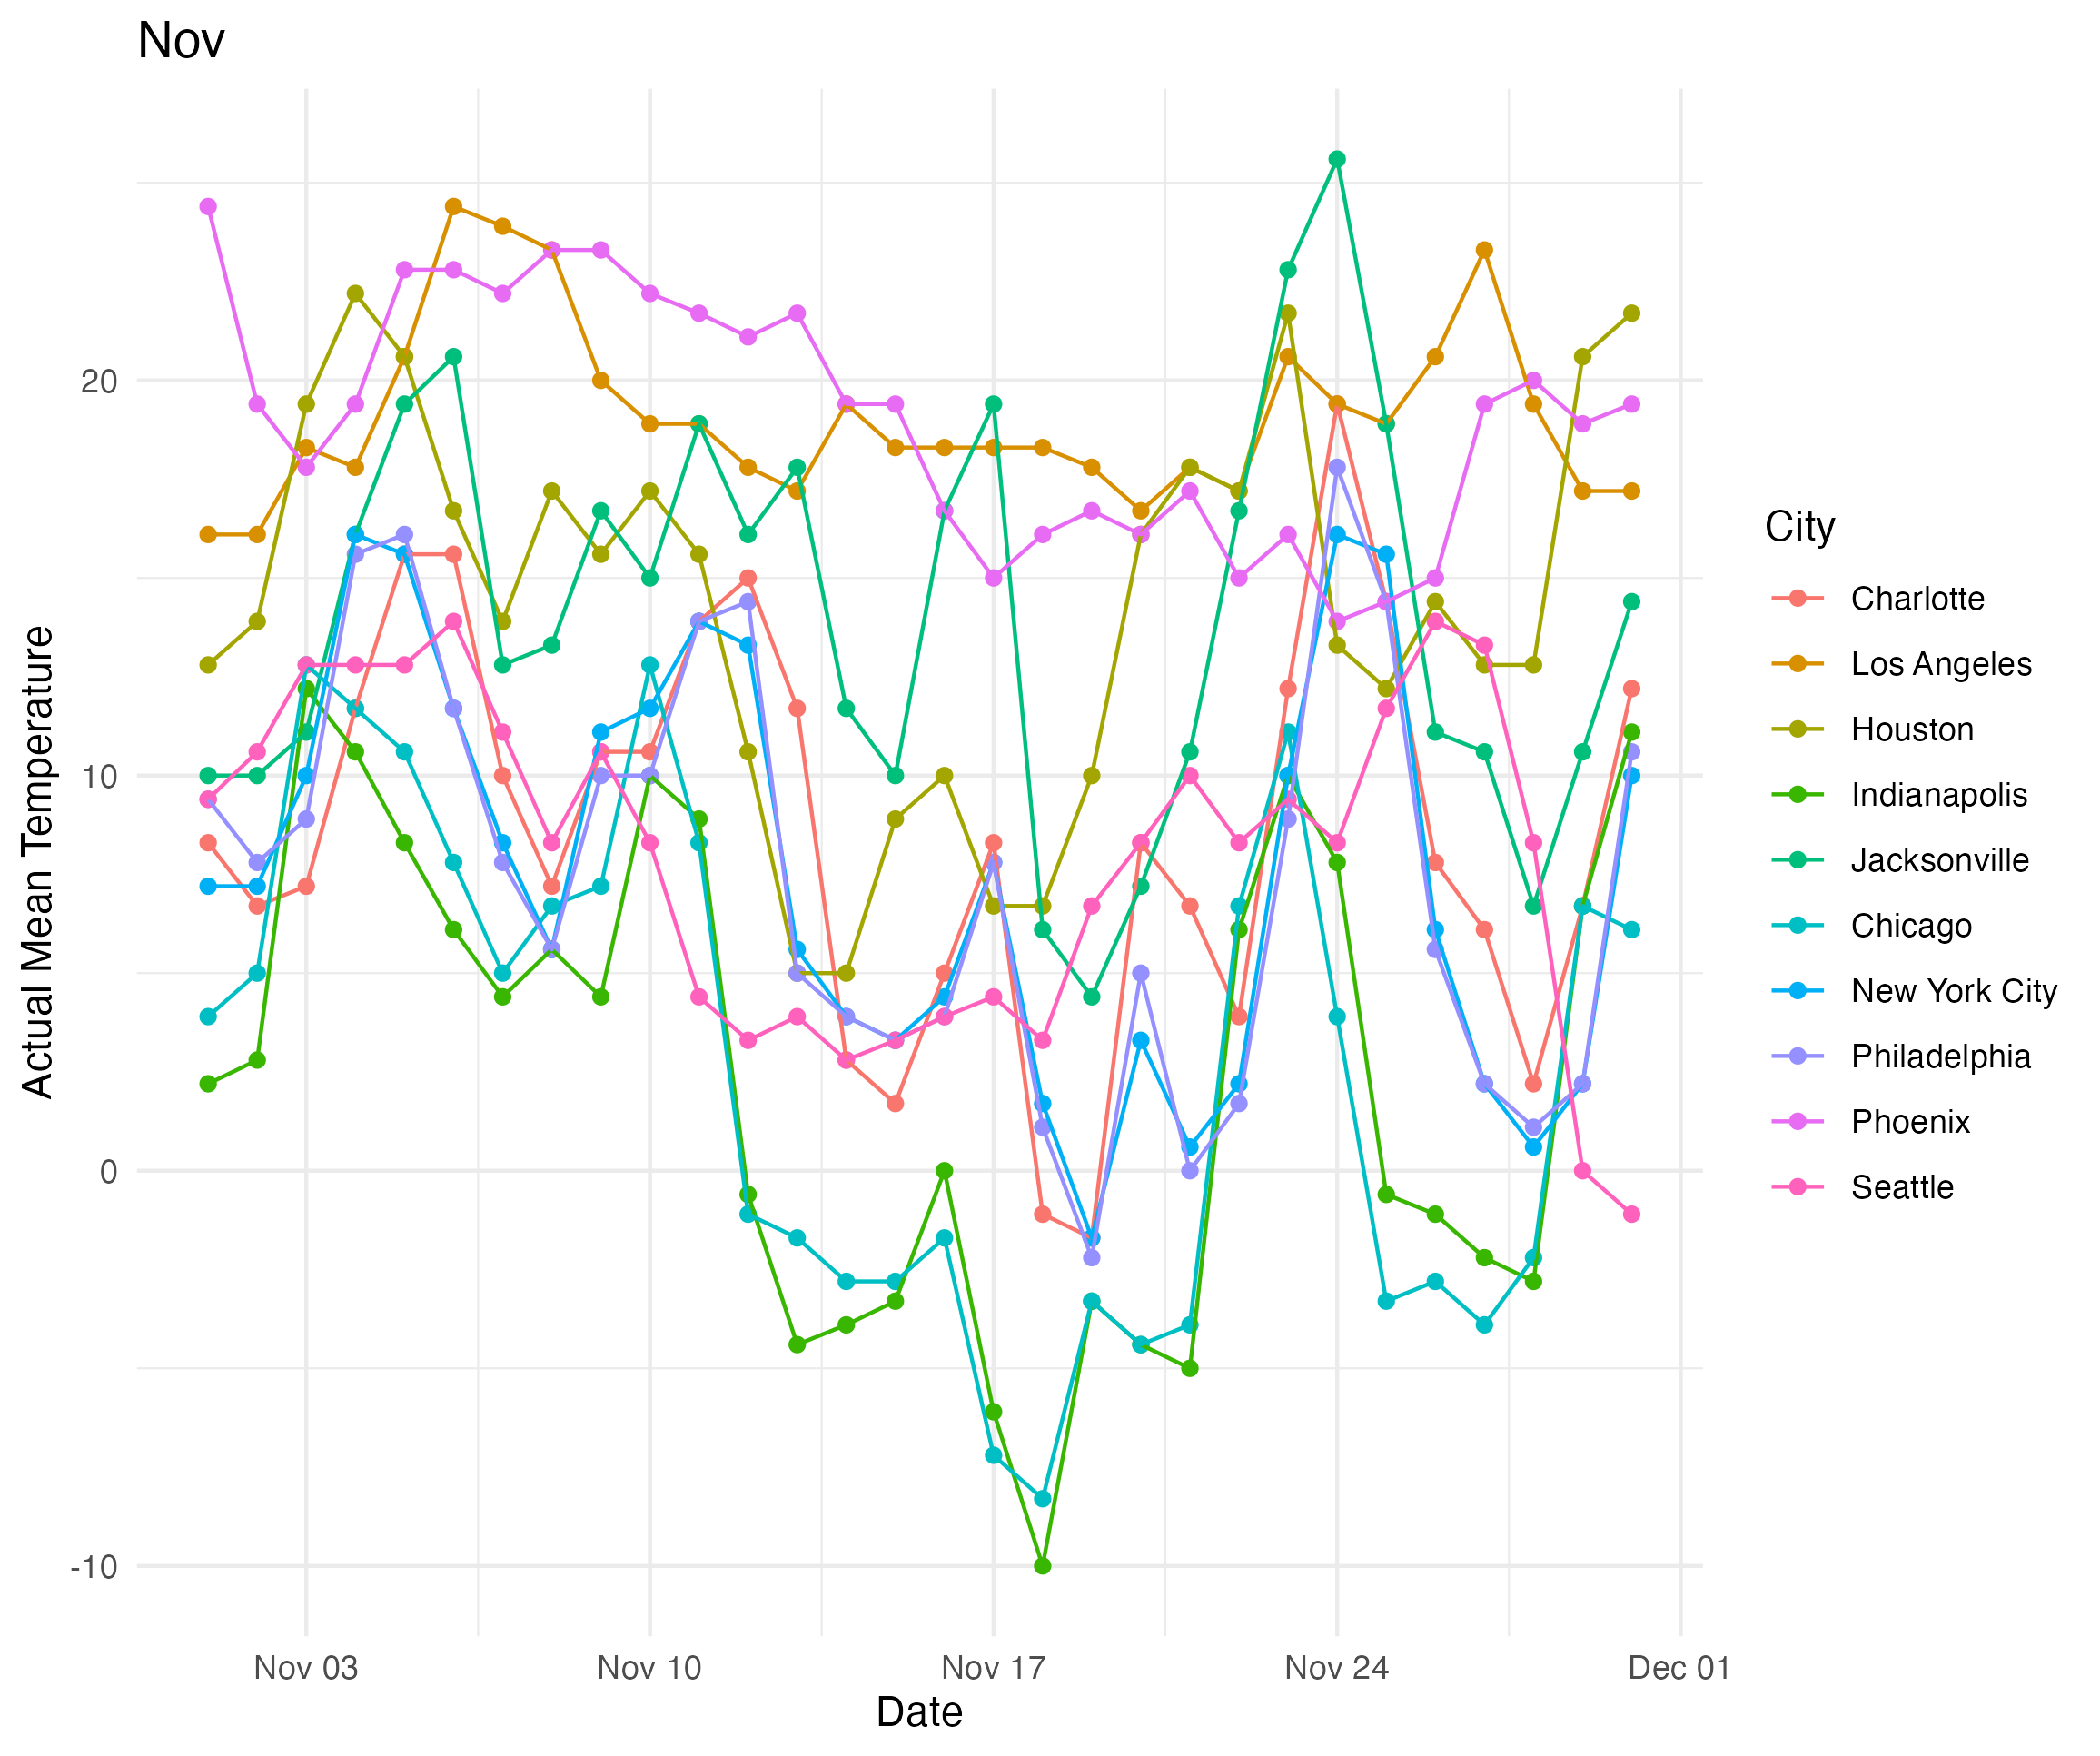 Nov
Actual Mean Temperature
20
10
0
-10
Nov 03
Nov 10
Nov 17
Nov 24
Dec 01
Date
City
Charlotte
Los Angeles
Houston
Indianapolis
Jacksonville
Chicago
New York City
Philadelphia
Phoenix
Seattle